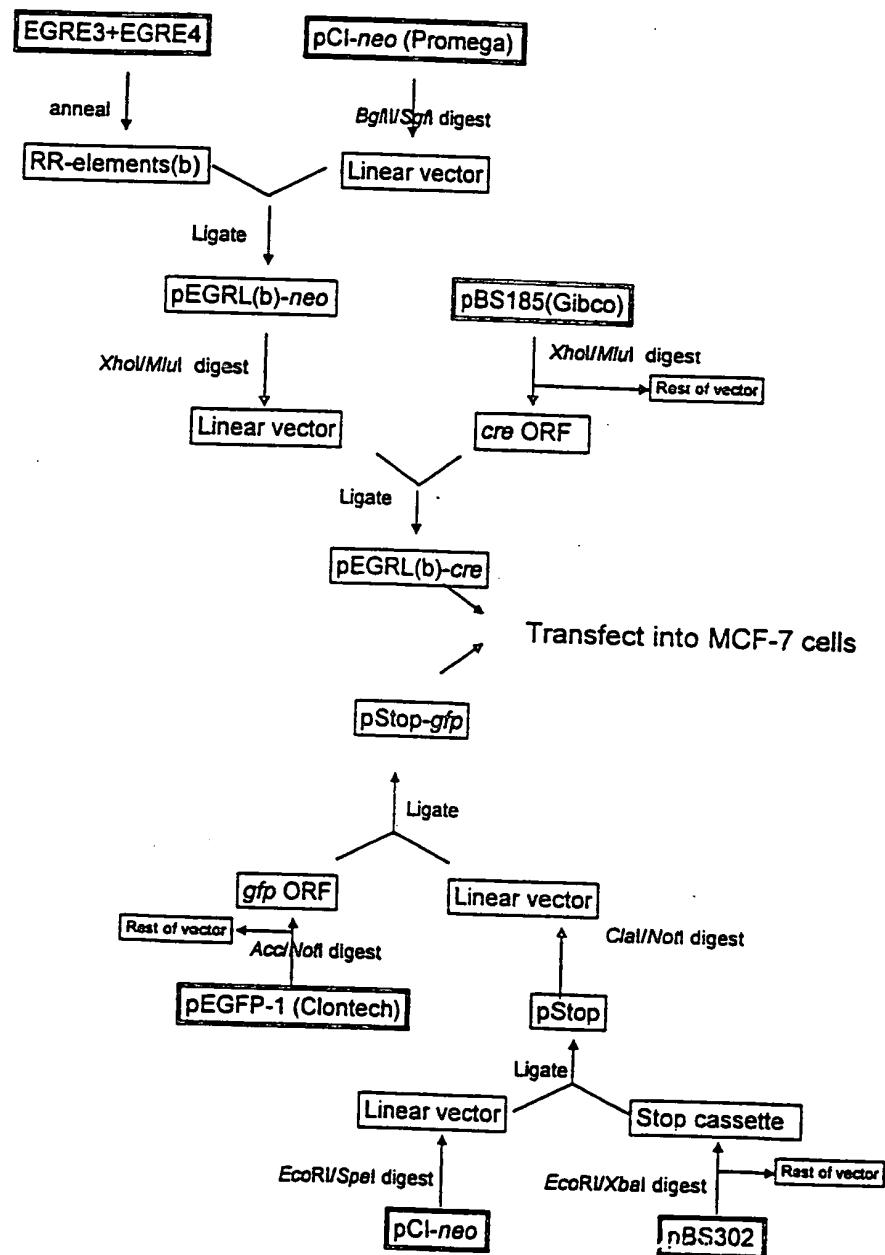 EGRE3+EGRE4
pCI-neo (Promega)
anneal
BglII/SgfI digest
RR-elements(b)
Linear vector
Ligate
pEGRL(b)-neo
pBS185(Gibco)
XhoI/MluI digest
XhoI/MluI digest
Rest of vector
Linear vector
cre ORF
Ligate
pEGRL(b)-cre
Transfect into MCF-7 cells
pStop-gfp
Ligate
gfp ORF
Linear vector
Rest of vector
AccI/NotI digest
ClaI/NotI digest
pEGFP-1 (Clontech)
pStop
Ligate
Linear vector
Stop cassette
EcoRI/SpeI digest
EcoRI/XbaI digest
Rest of vector
pCI-neo
pBS302